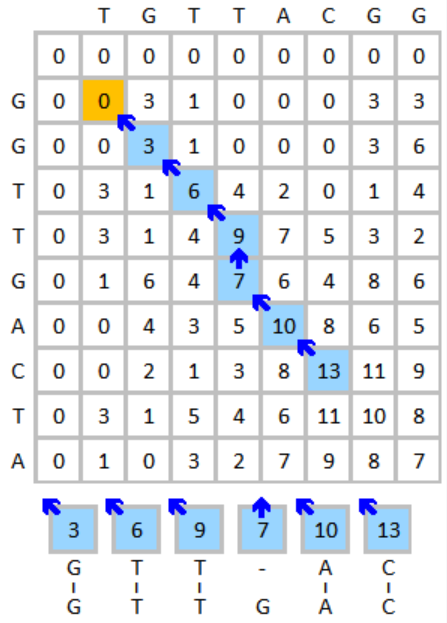 T G T T A C G G
0 0 0 0 0 0 0 0 0
G 0 0 3 1 0 0 0 3 3
G 0 0 3 1 0 0 0 3 6
T 0 3 1 6 4 2 0 1 4
T 0 3 1 4 9 7 5 3 2
G 0 1 6 4 7 6 4 8 6
A 0 0 4 3 5 10 8 6 5
C 0 0 2 1 3 8 13 11 9
T 0 3 1 5 4 6 11 10 8
A 0 1 0 3 2 7 9 8 7
3 6 9 7 10 13
G T T - A C
G T T G A C